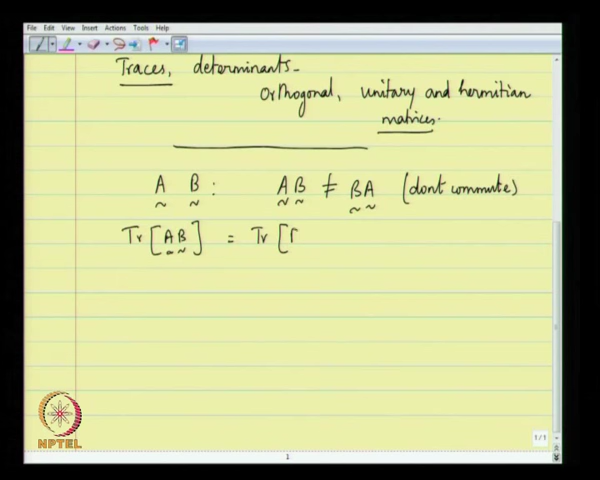 File Edit View Insert Actions Tools Help
Traces, determinants -
Orthogonal, unitary and hermitian
matrices.
A B : AB ≠ BA (dont commute)
Tr [AB] = Tr [
NPTEL
1/1
1